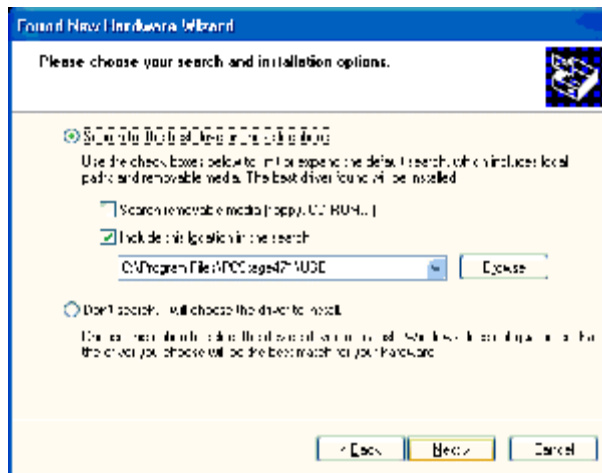 Found New Hardware Wizard
Please choose your search and installation options.
Search for the best driver in these locations.
Use the check boxes below to limit or expand the default search, which includes local
paths and removable media. The best driver found will be installed.
Search removable media (floppy, CD-ROM...)
Include this location in the search:
C:\Program Files\
Browse
Don't search. I will choose the driver to install.
Choose this option to select the device driver from a list. Windows does not guarantee that
the driver you choose will be the best match for your hardware.
< Back
Next >
Cancel